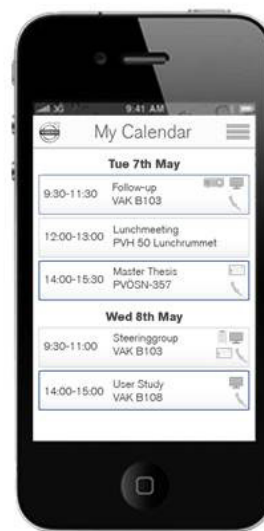 3G 9:41 AM
My Calendar
Tue 7th May
9:30-11:30 Follow-up
VAK B103
12:00-13:00 Lunchmeeting
PVH 50 Lunchrummet
14:00-15:30 Master Thesis
PVÖSN-357
Wed 8th May
9:30-11:00 Steeringgroup
VAK B103
14:00-15:00 User Study
VAK B108